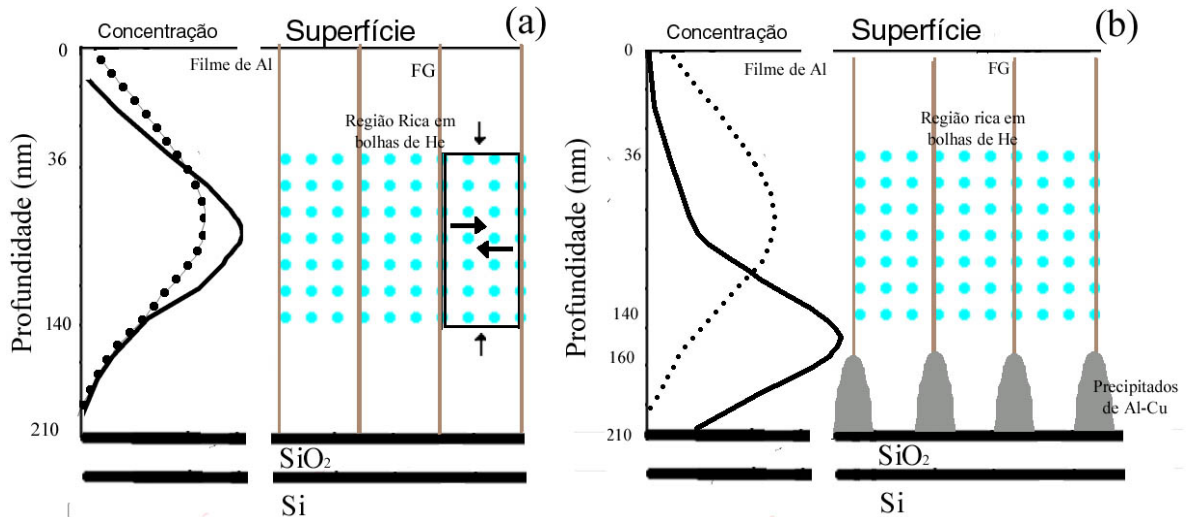 (a)
Concentração
Superfície
0
Filme de Al
FG
Região Rica em
bolhas de He
36
Profundidade (nm)
140
210
SiO2
Si
(b)
Concentração
Superfície
0
Filme de Al
FG
Região rica em
bolhas de He
36
Profundidade (nm)
140
160
Precipitados
de Al-Cu
210
SiO2
Si